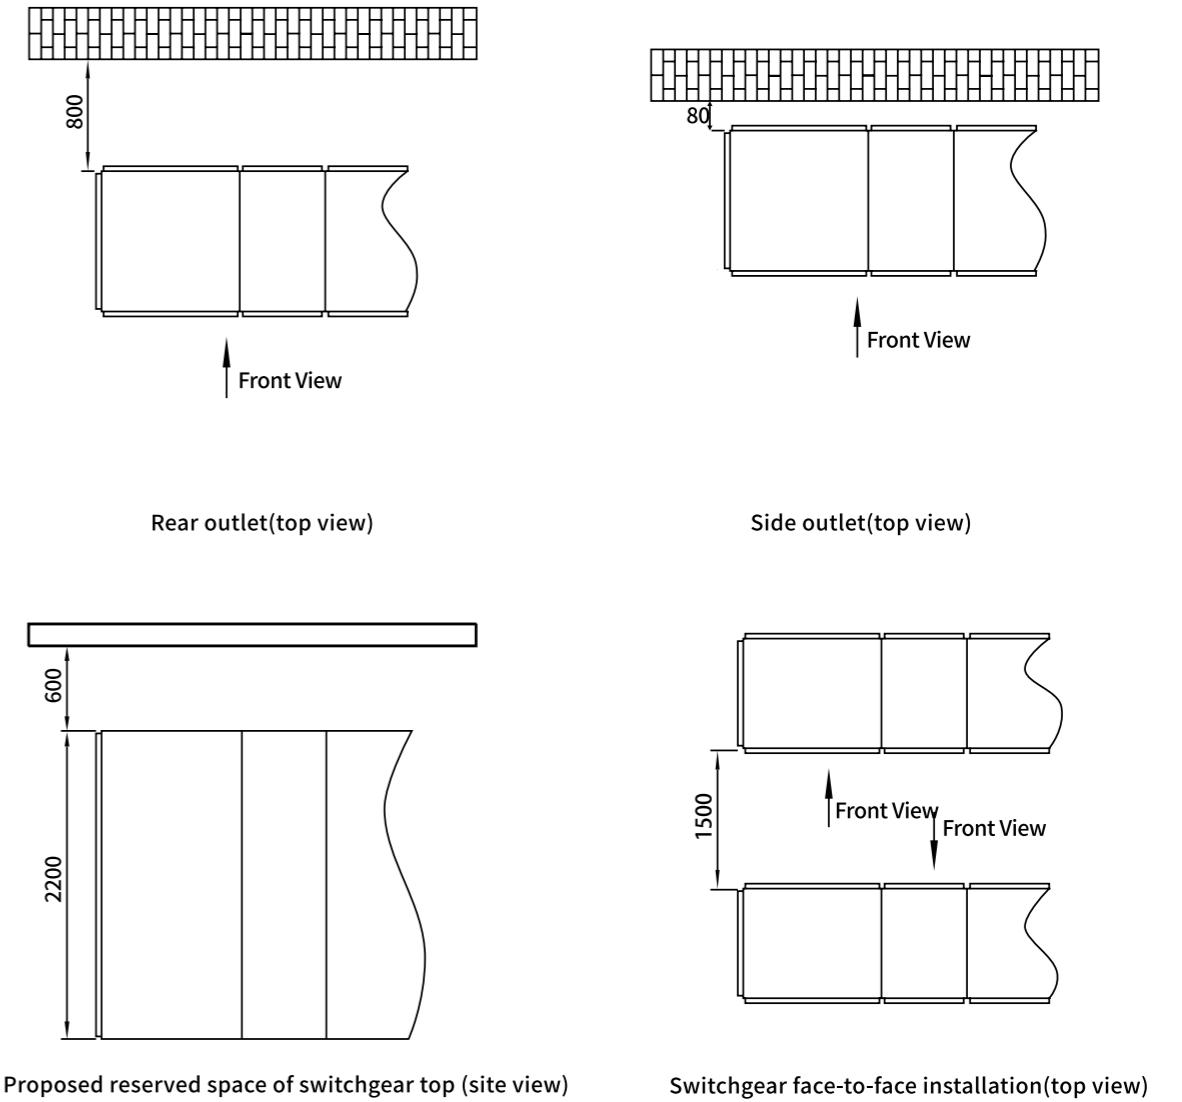 800
Front View
Rear outlet(top view)
80
Front View
Side outlet(top view)
600
2200
Proposed reserved space of switchgear top (site view)
1500
Front View
Front View
Switchgear face-to-face installation(top view)